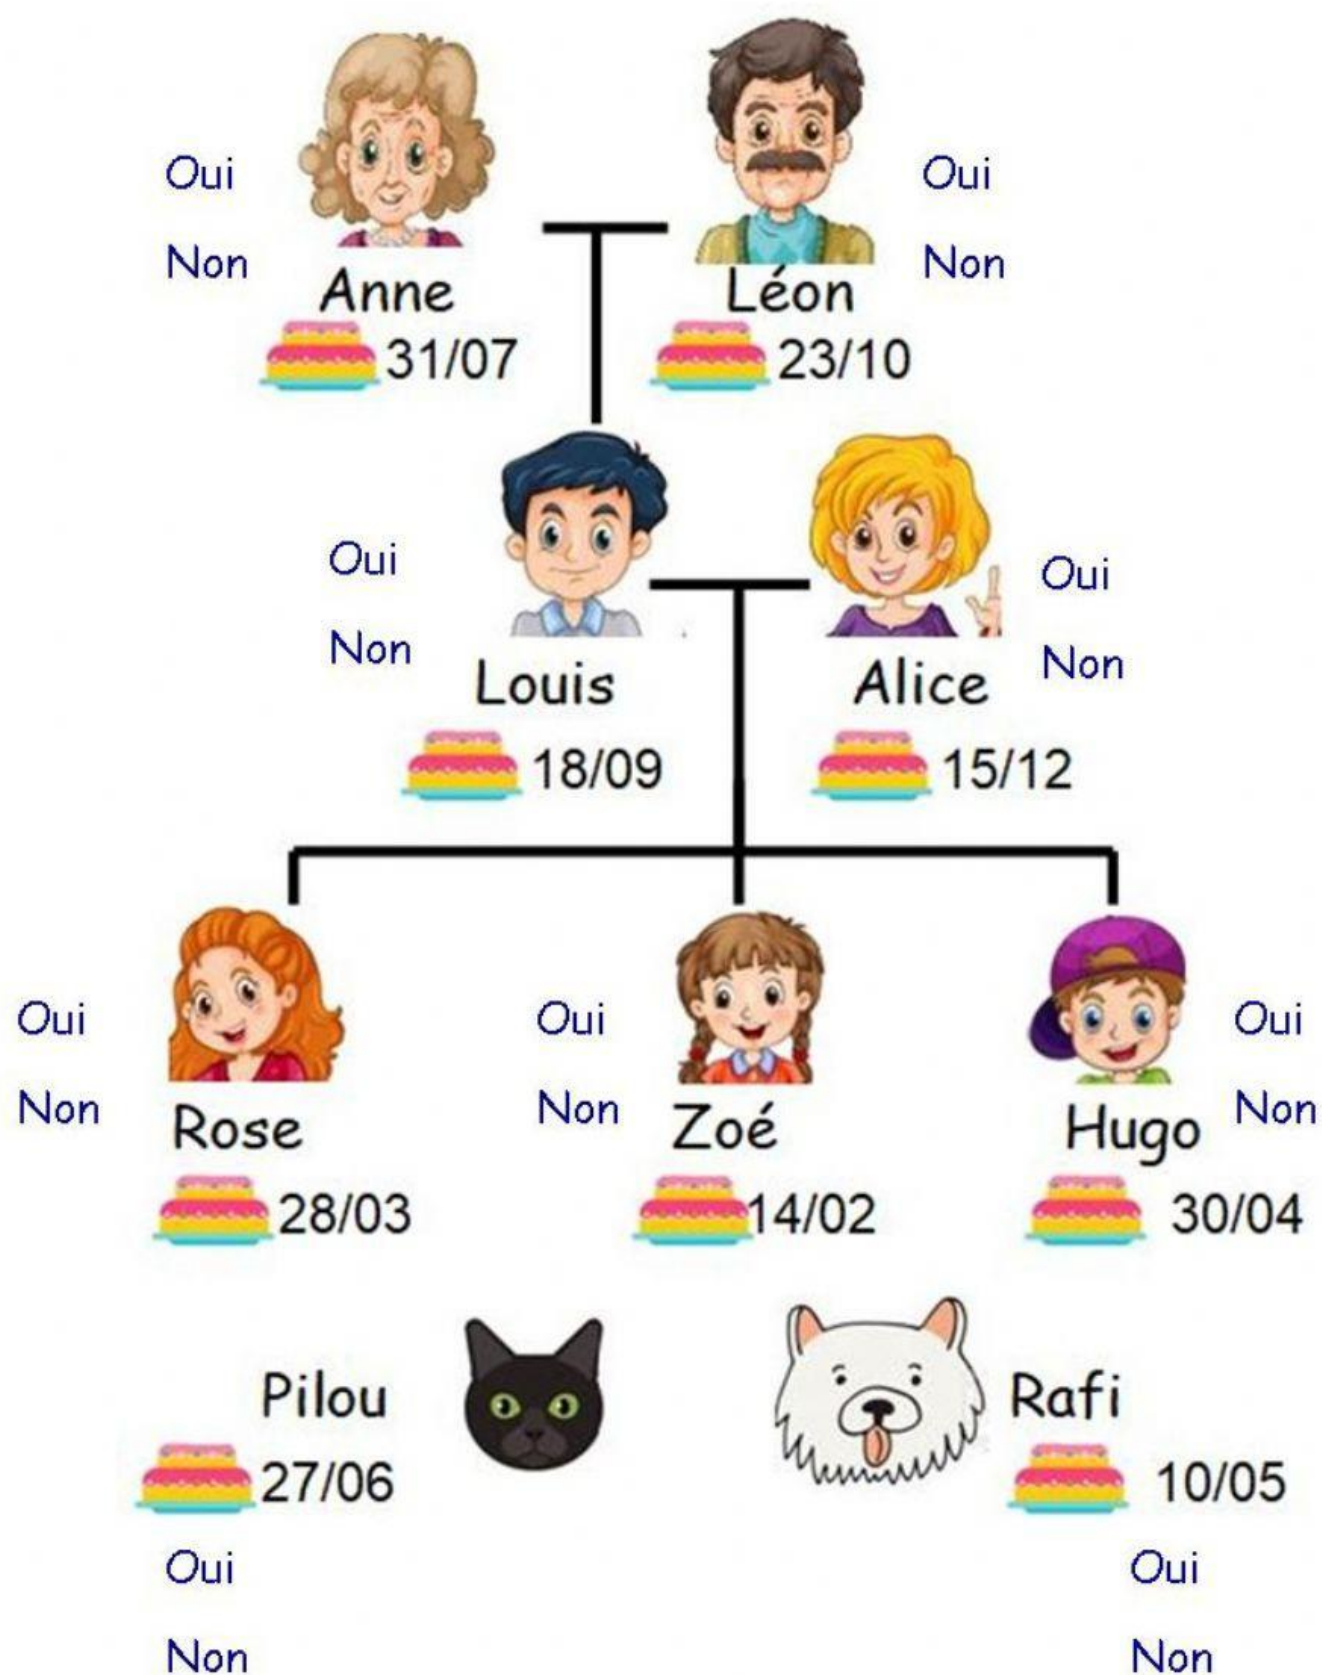 Oui
Non
Anne
31/07
Oui
Non
Léon
23/10
Oui
Non
Louis
18/09
Oui
Non
Alice
15/12
Oui
Non
Rose
28/03
Oui
Non
Zoé
14/02
Oui
Non
Hugo
30/04
Pilou
27/06
Oui
Non
Rafi
10/05
Oui
Non